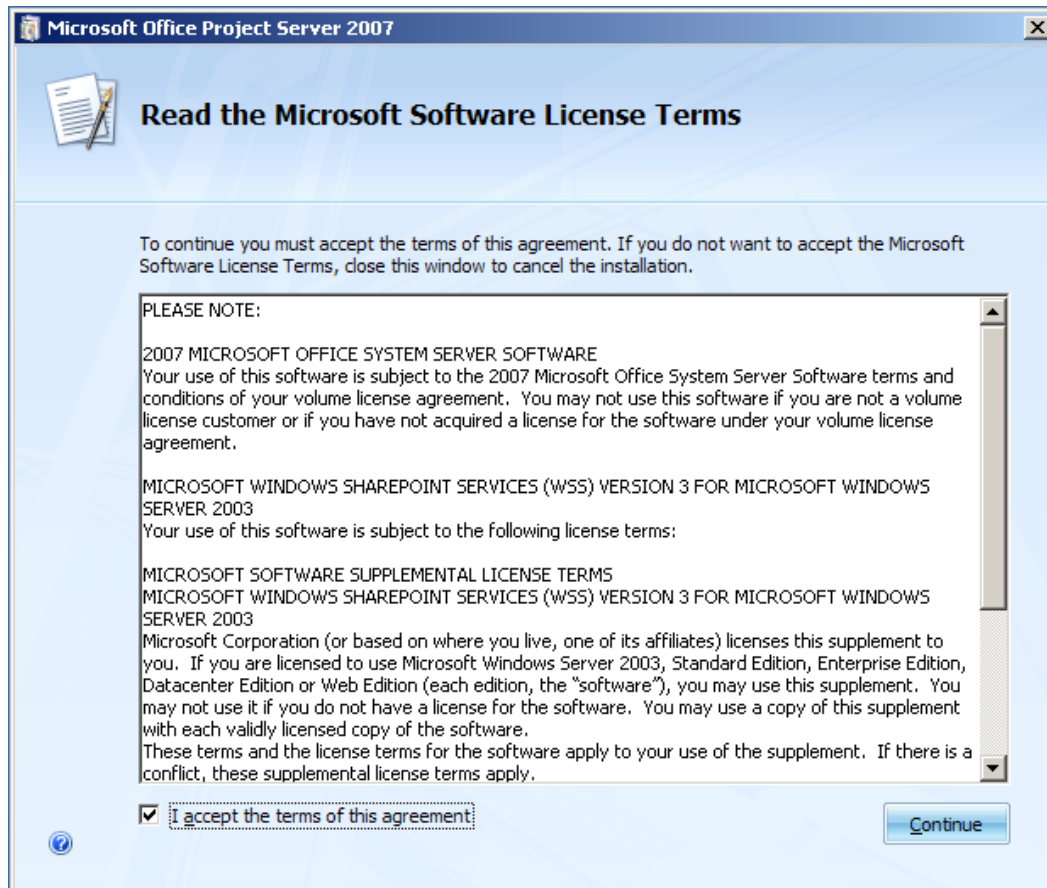 Microsoft Office Project Server 2007
Read the Microsoft Software License Terms
To continue you must accept the terms of this agreement. If you do not want to accept the Microsoft
Software License Terms, close this window to cancel the installation.
PLEASE NOTE:
2007 MICROSOFT OFFICE SYSTEM SERVER SOFTWARE
Your use of this software is subject to the 2007 Microsoft Office System Server Software terms and
conditions of your volume license agreement.  You may not use this software if you are not a volume
license customer or if you have not acquired a license for the software under your volume license
agreement.
MICROSOFT WINDOWS SHAREPOINT SERVICES (WSS) VERSION 3 FOR MICROSOFT WINDOWS
SERVER 2003
Your use of this software is subject to the following license terms:
MICROSOFT SOFTWARE SUPPLEMENTAL LICENSE TERMS
MICROSOFT WINDOWS SHAREPOINT SERVICES (WSS) VERSION 3 FOR MICROSOFT WINDOWS
SERVER 2003
Microsoft Corporation (or based on where you live, one of its affiliates) licenses this supplement to
you.  If you are licensed to use Microsoft Windows Server 2003, Standard Edition, Enterprise Edition,
Datacenter Edition or Web Edition (each edition, the “software”), you may use this supplement.  You
may not use it if you do not have a license for the software.  You may use a copy of this supplement
with each validly licensed copy of the software.
These terms and the license terms for the software apply to your use of the supplement.  If there is a
conflict, these supplemental license terms apply.
I accept the terms of this agreement
Continue